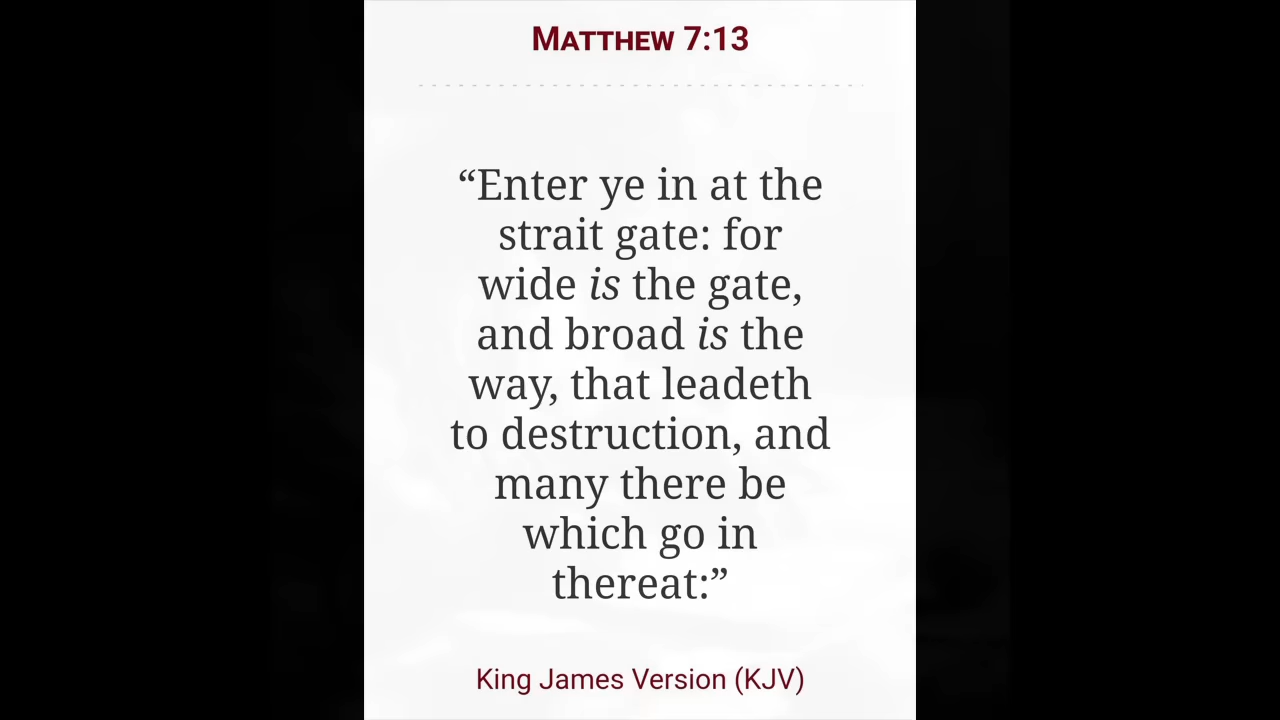 Matthew 7:13
“Enter ye in at the
strait gate: for
wide is the gate,
and broad is the
way, that leadeth
to destruction, and
many there be
which go in
thereat:”
King James Version (KJV)